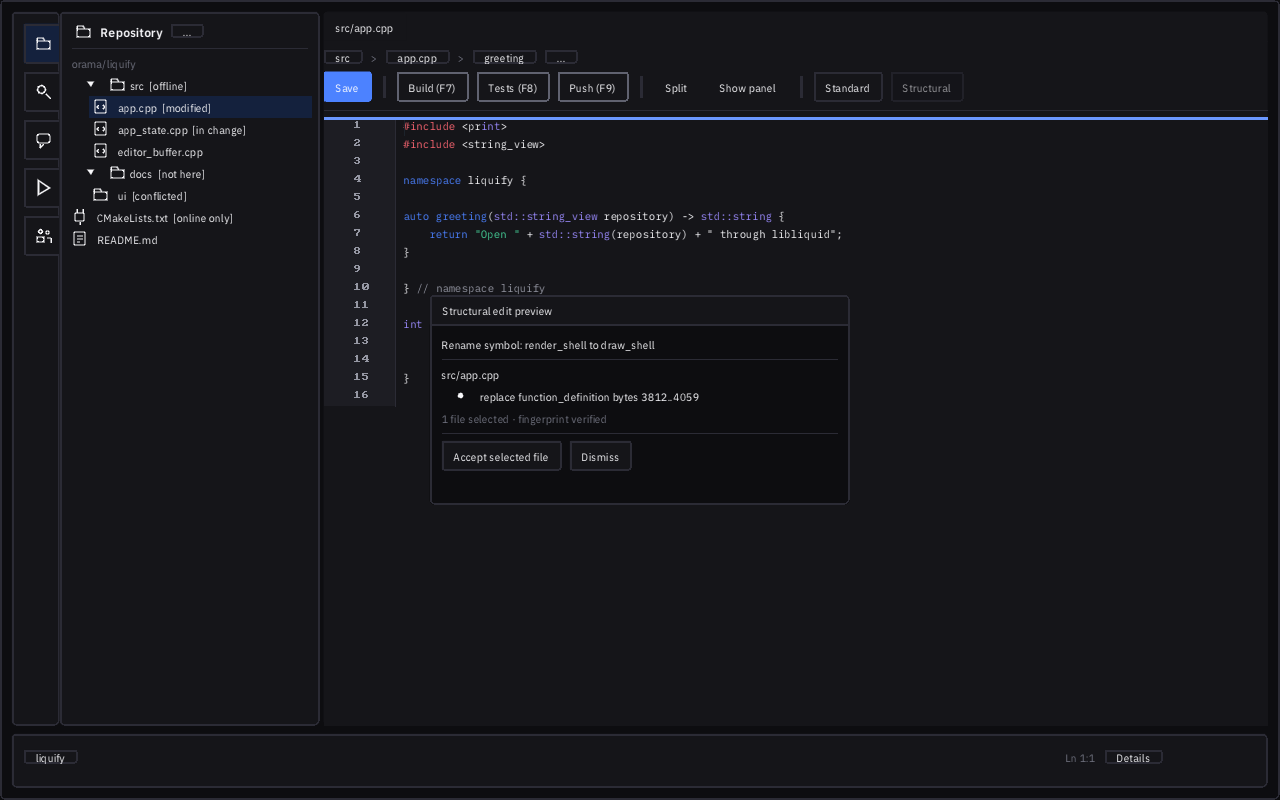 Repository ...
orama/liquify
src [offline]
app.cpp [modified]
app_state.cpp [in change]
editor_buffer.cpp
docs [not here]
ui [conflicted]
CMakeLists.txt [online only]
README.md
src/app.cpp
src > app.cpp > greeting ...
Save Build (F7) Tests (F8) Push (F9) Split Show panel Standard Structural
1 #include <print>
2 #include <string_view>
3
4 namespace liquify {
5
6 auto greeting(std::string_view repository) -> std::string {
7 return "Open " + std::string(repository) + " through libliquid";
8 }
9
10 } // namespace liquify
11
12 int
13
14
15 }
16
Structural edit preview
Rename symbol: render_shell to draw_shell
src/app.cpp
replace function_definition bytes 3812..4059
1 file selected · fingerprint verified
Accept selected file Dismiss
liquify Ln 1:1 Details